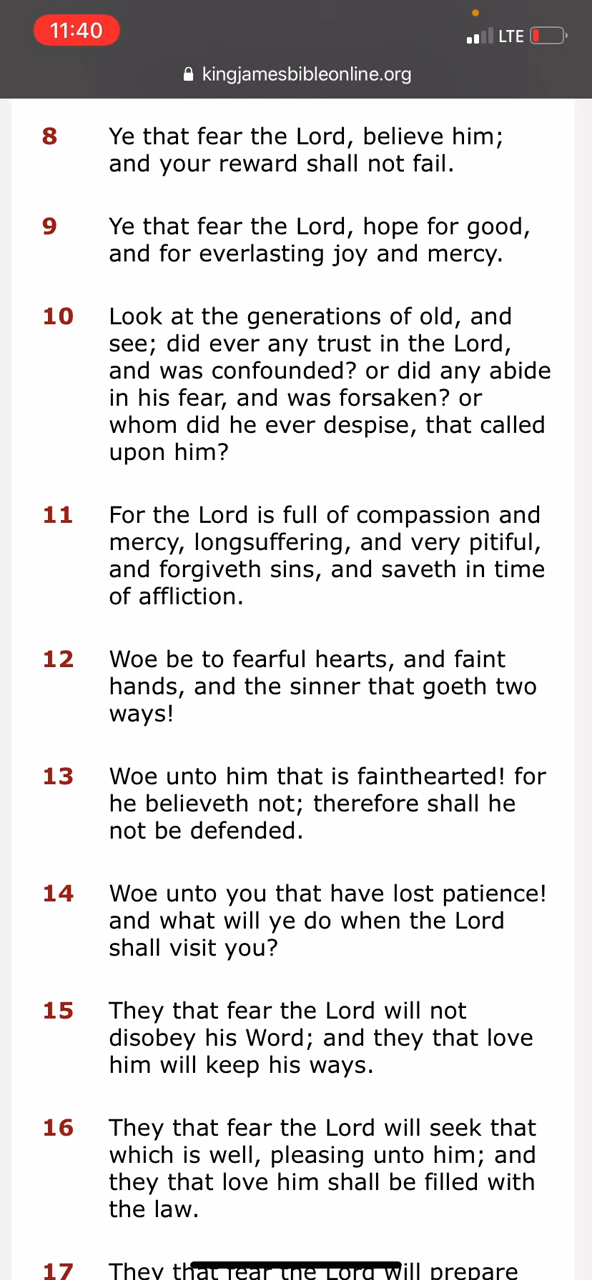 11:40
LTE
kingjamesbibleonline.org
8 Ye that fear the Lord, believe him;
and your reward shall not fail.
9 Ye that fear the Lord, hope for good,
and for everlasting joy and mercy.
10 Look at the generations of old, and
see; did ever any trust in the Lord,
and was confounded? or did any abide
in his fear, and was forsaken? or
whom did he ever despise, that called
upon him?
11 For the Lord is full of compassion and
mercy, longsuffering, and very pitiful,
and forgiveth sins, and saveth in time
of affliction.
12 Woe be to fearful hearts, and faint
hands, and the sinner that goeth two
ways!
13 Woe unto him that is fainthearted! for
he believeth not; therefore shall he
not be defended.
14 Woe unto you that have lost patience!
and what will ye do when the Lord
shall visit you?
15 They that fear the Lord will not
disobey his Word; and they that love
him will keep his ways.
16 They that fear the Lord will seek that
which is well, pleasing unto him; and
they that love him shall be filled with
the law.
17 They that fear the Lord will prepare